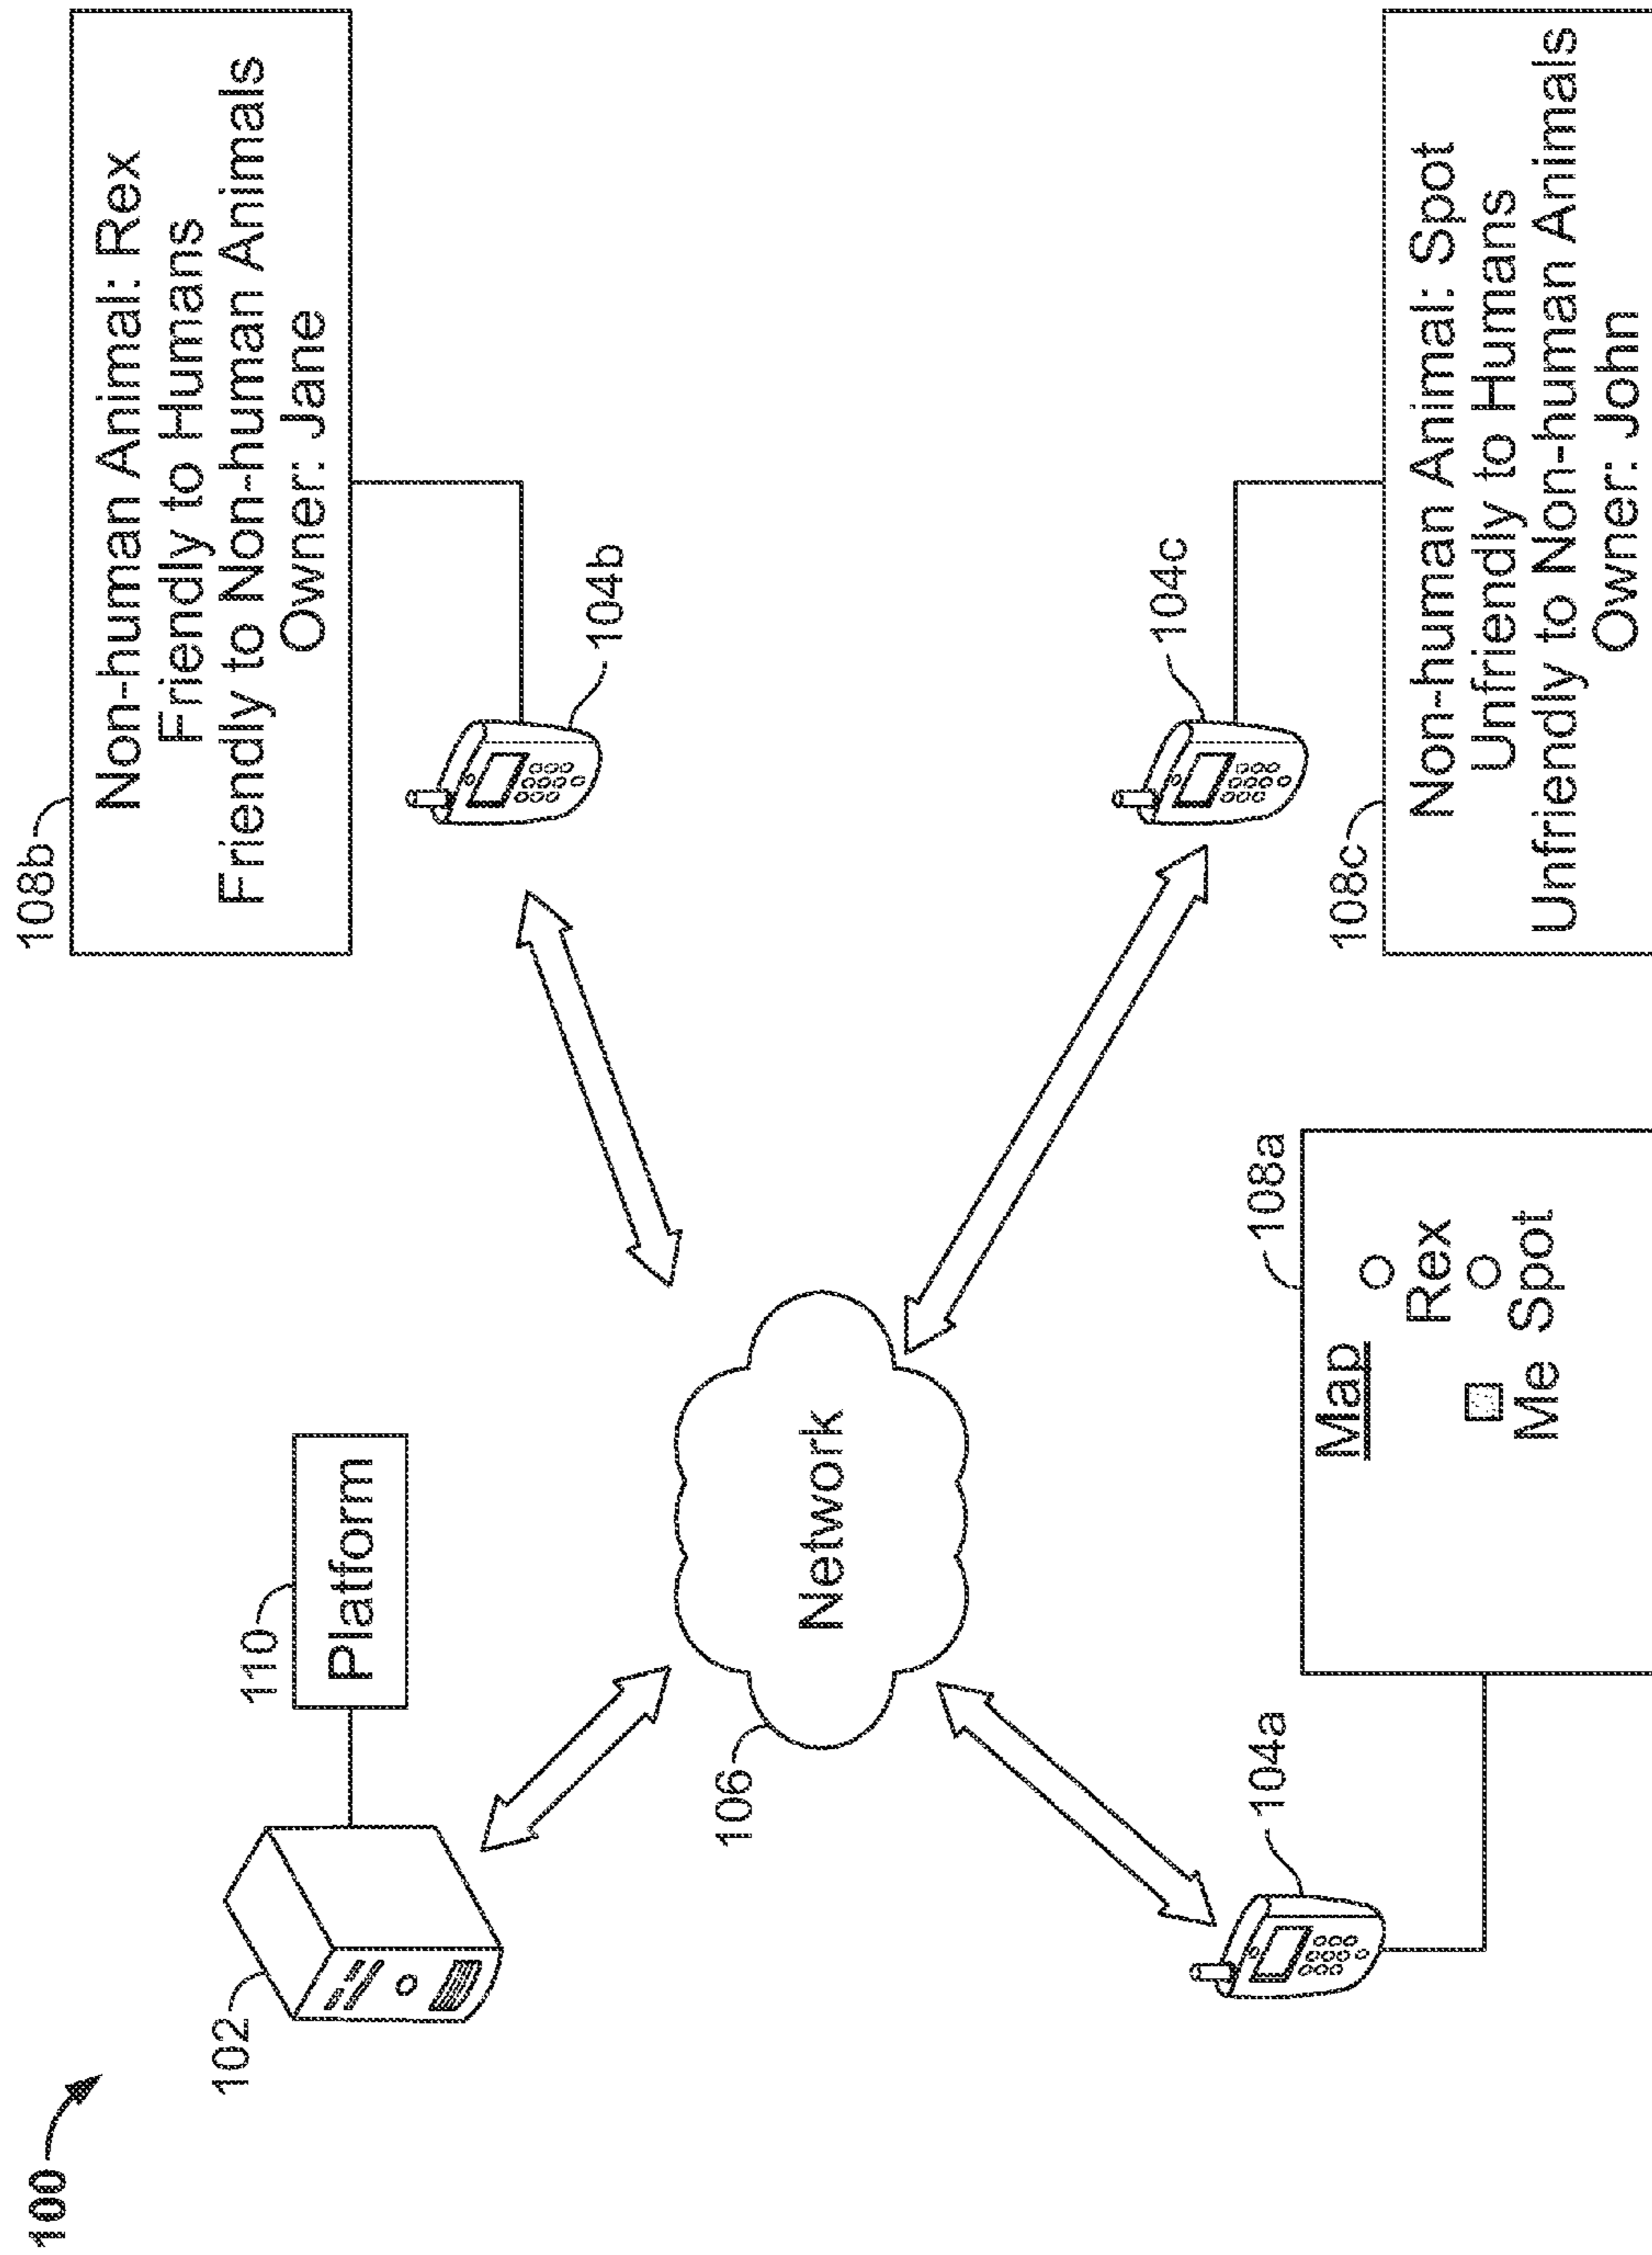 100
102
110
Platform
108b
Non-human Animal: Rex
Friendly to Humans
Friendly to Non-human Animals
Owner: Jane
104b
106
Network
104a
108a
Map
Rex
Me Spot
104c
108c
Non-human Animal: Spot
Unfriendly to Humans
Unfriendly to Non-human Animals
Owner: John